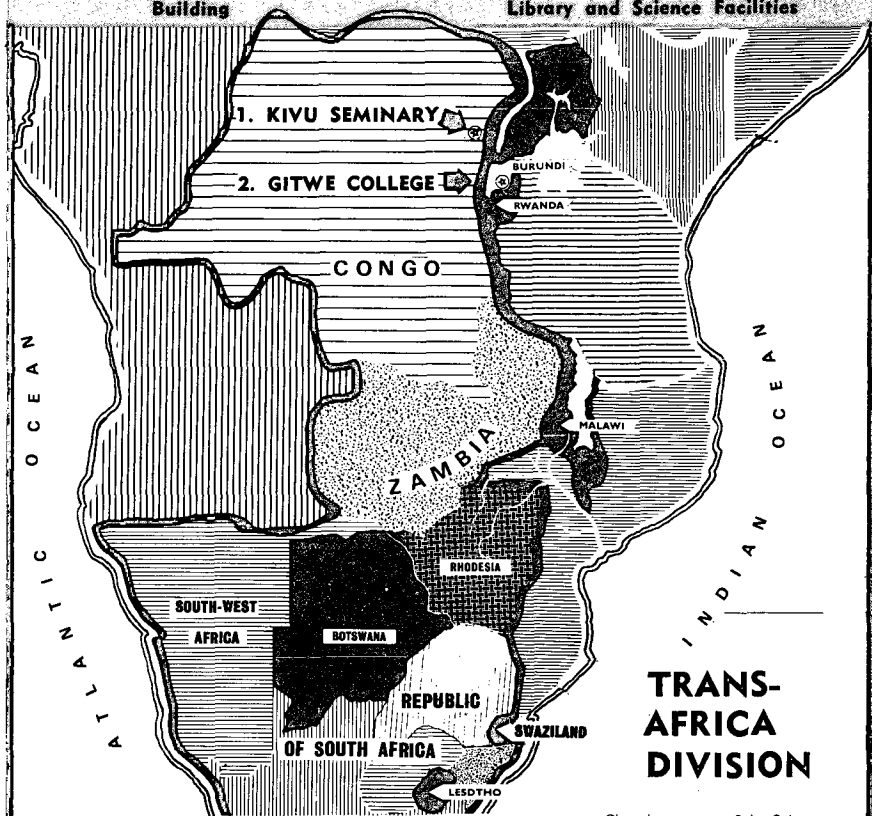 Building
Library and Science Facilities
1. KIVU SEMINARY
2. GITWE COLLEGE
BURUNDI
RWANDA
CONGO
ATLANTIC OCEAN
INDIAN OCEAN
MALAWI
ZAMBIA
RHODESIA
SOUTH-WEST
AFRICA
BOTSWANA
REPUBLIC
OF SOUTH AFRICA
SWAZILAND
LESOTHO
TRANS-
AFRICA
DIVISION